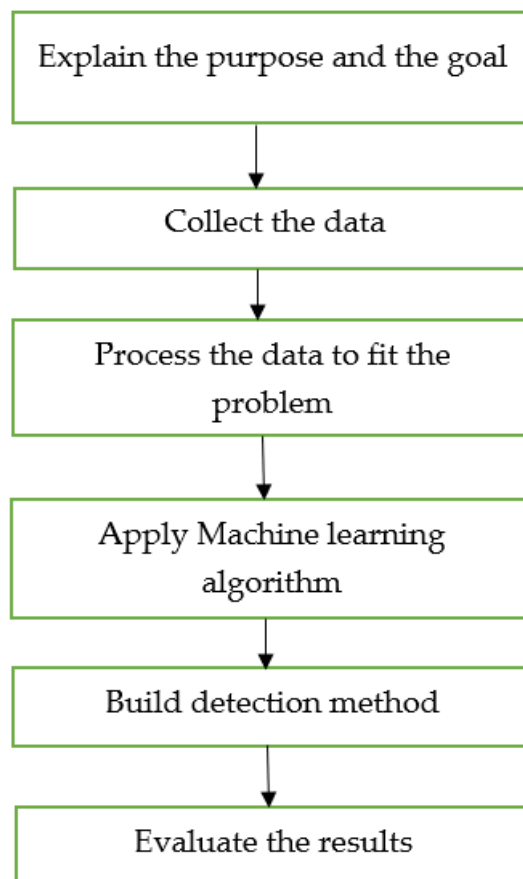 Explain the purpose and the goal
Collect the data
Process the data to fit the
problem
Apply Machine learning
algorithm
Build detection method
Evaluate the results